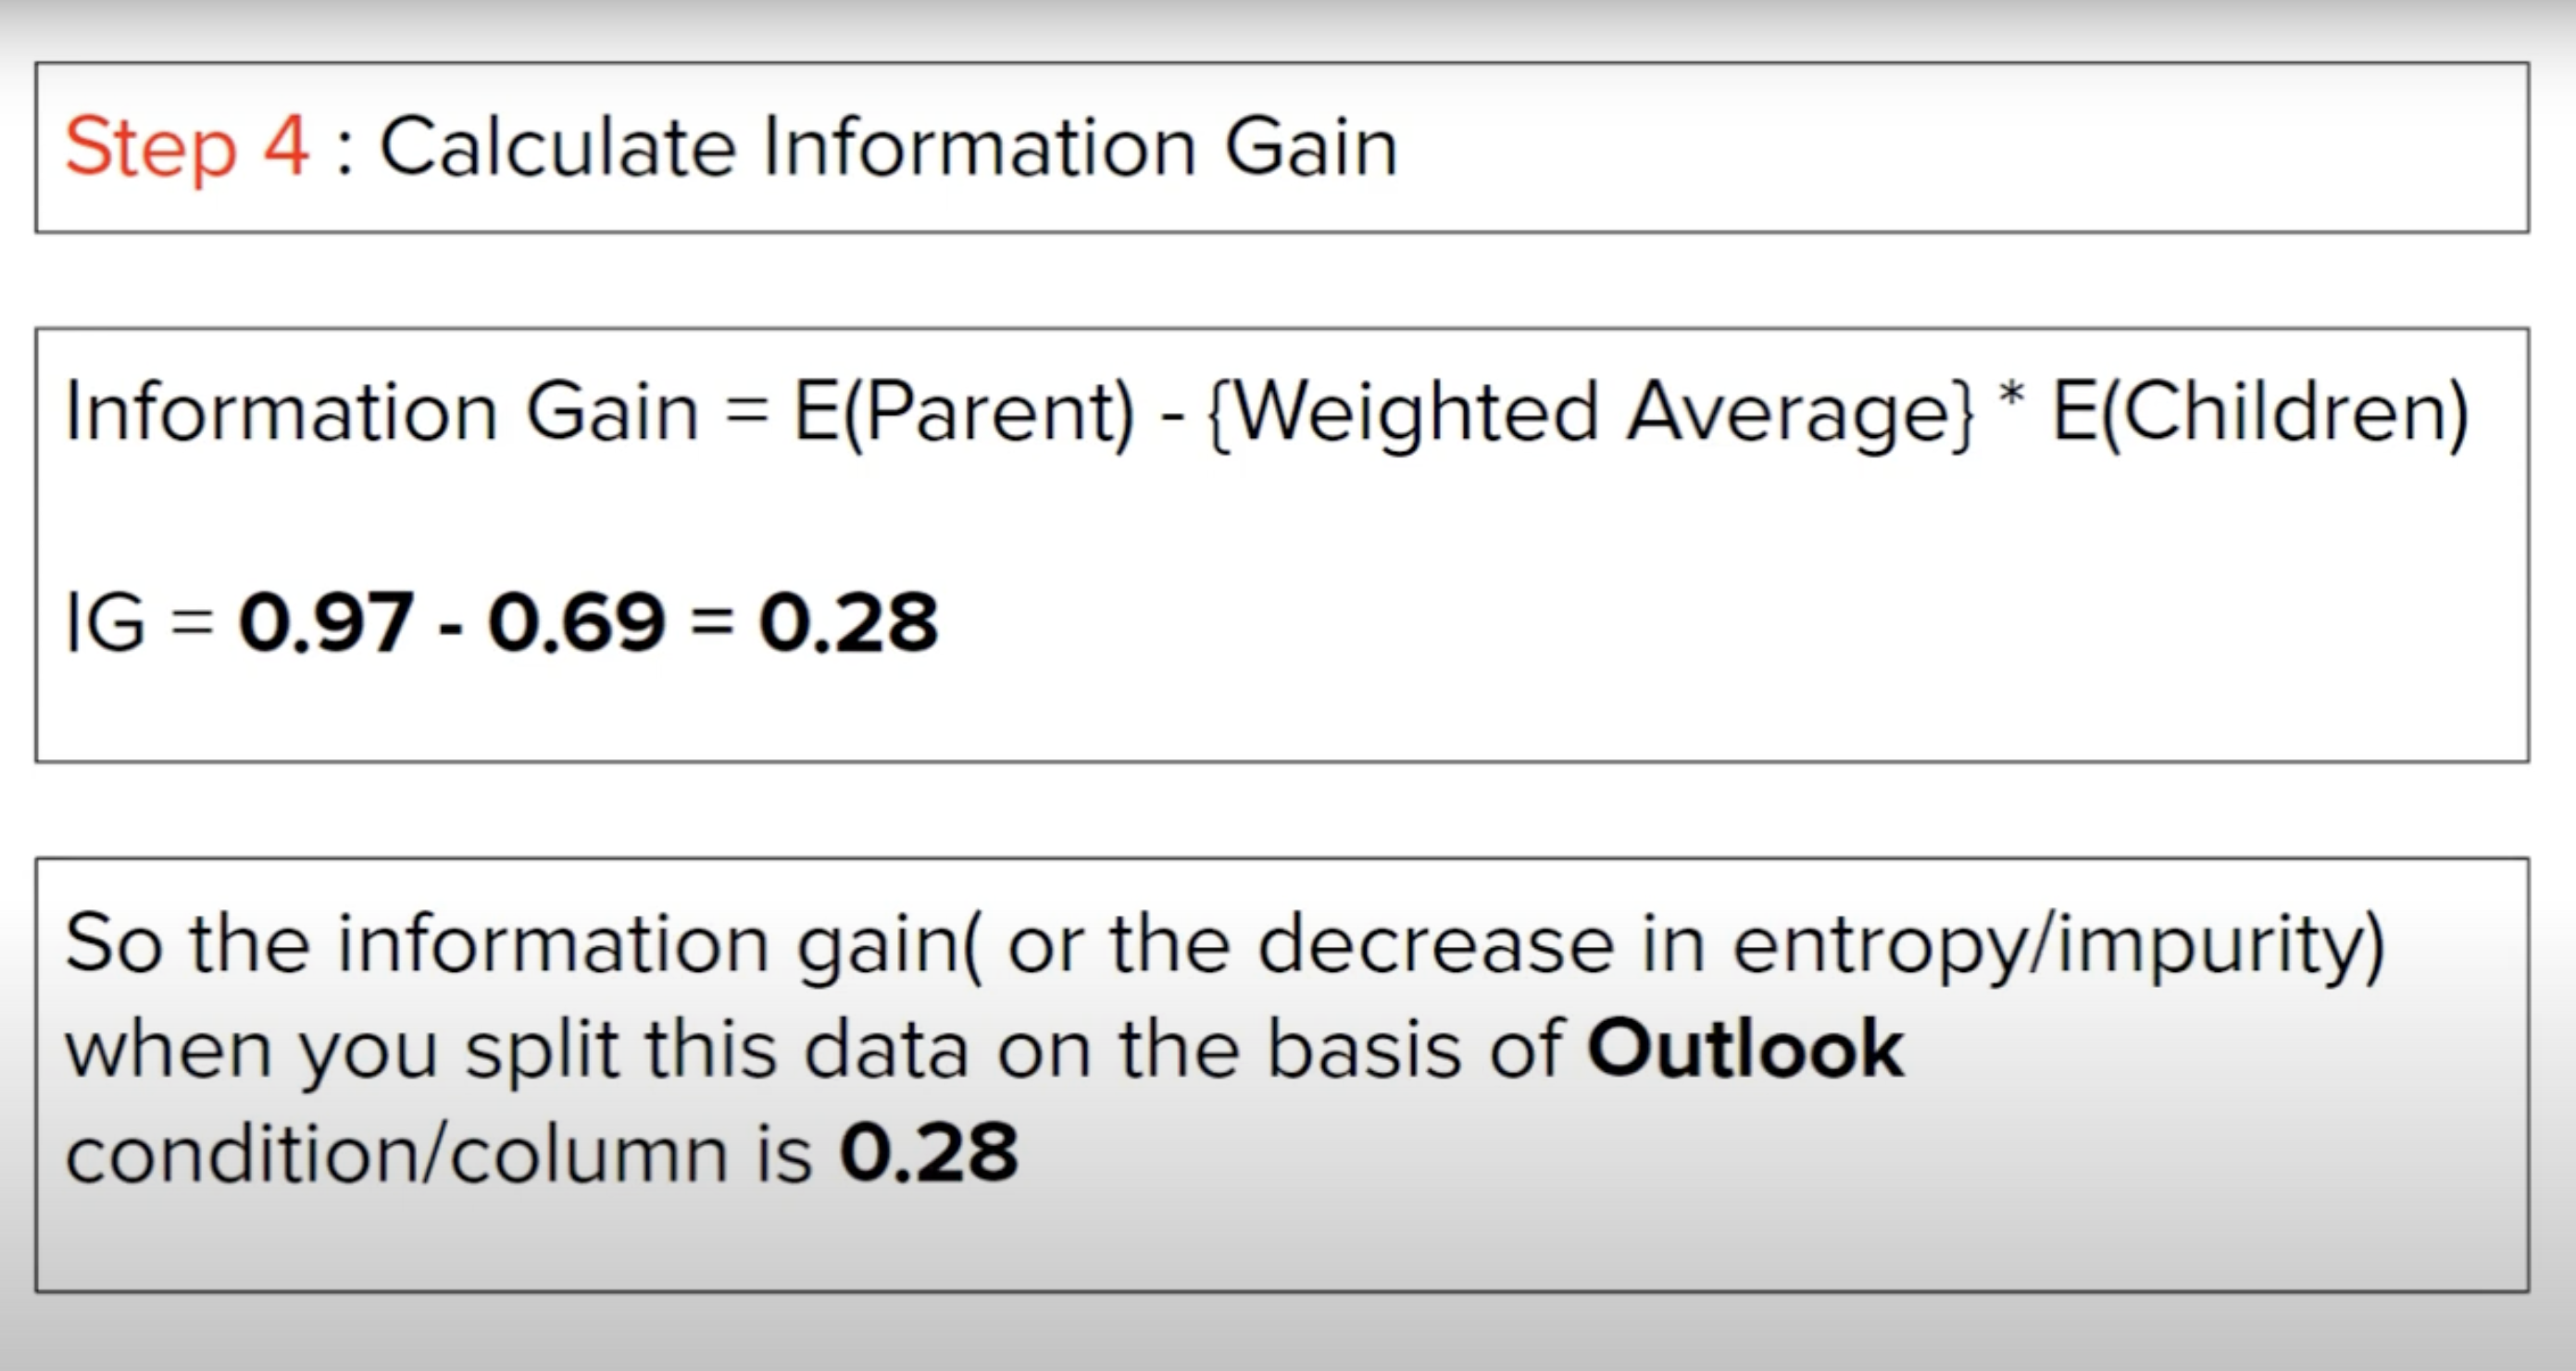 Step 4 : Calculate Information Gain
Information Gain = E(Parent) - {Weighted Average} * E(Children)
IG = 0.97 - 0.69 = 0.28
So the information gain( or the decrease in entropy/impurity)
when you split this data on the basis of Outlook
condition/column is 0.28